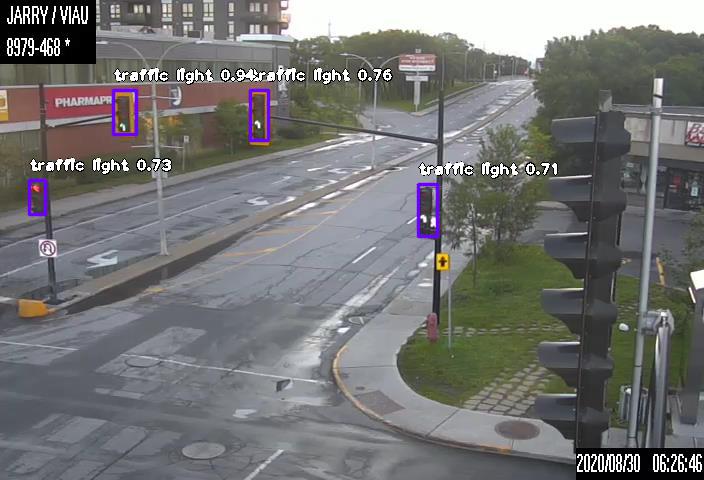 JARRY / VIAU
8979-468 *
traffic light 0.94
traffic light 0.76
PHARMAPR
traffic light 0.73
traffic light 0.71
2020/08/30 06:26:46